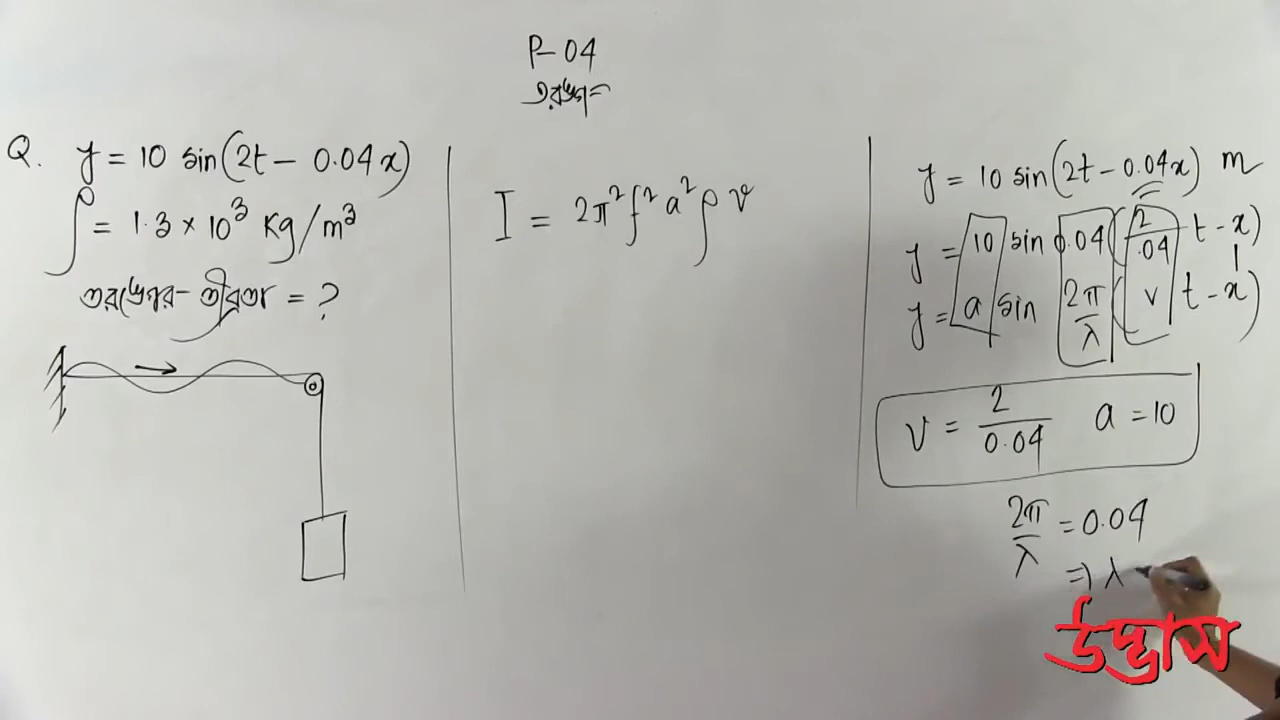 P-04
তরঙ্গ
Q. y = 10 sin(2t - 0.04x)
ρ = 1.3 × 10³ Kg/m³
তরঙ্গের তীব্রতা = ?
I = 2π²f²a²ρv
y = 10 sin(2t - 0.04x) m
y = 10 sin 0.04(2/.04 t - x)
y = a sin 2π/λ (v t - x)
v = 2/0.04 a = 10
2π/λ = 0.04
⇒ λ
উদ্ভাস